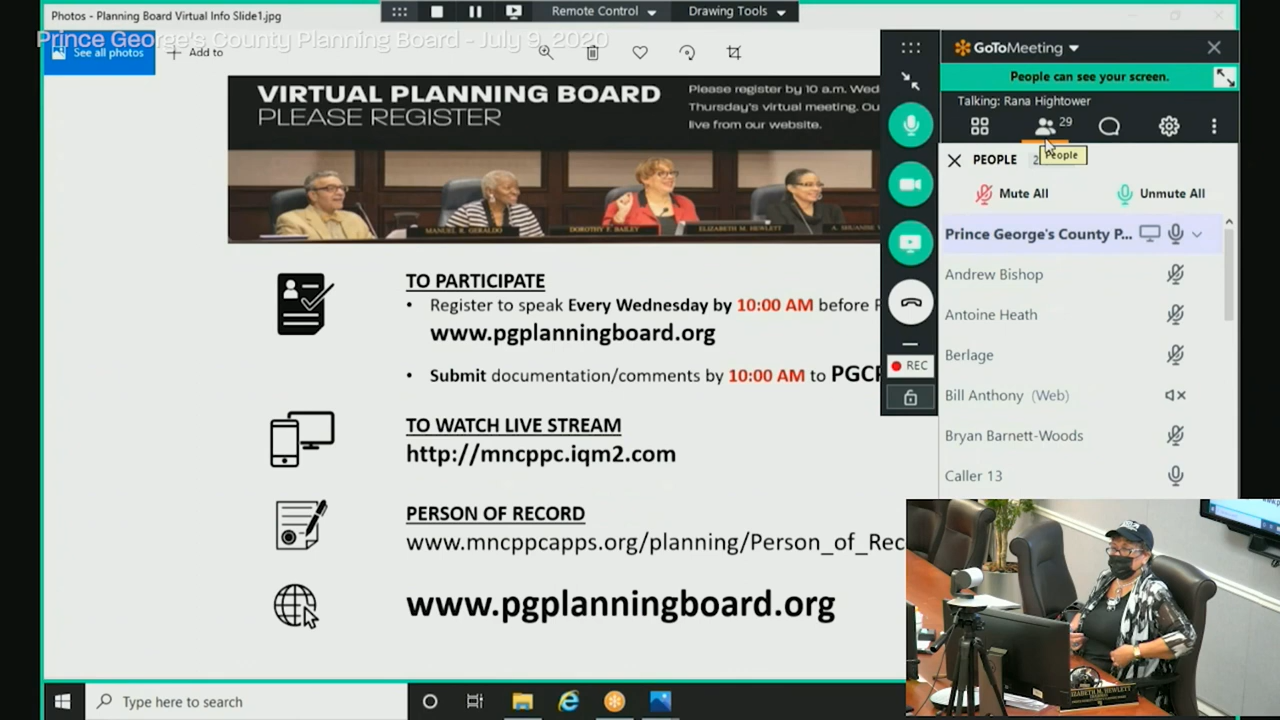 Photos - Planning Board Virtual Info Slide1.jpg
Remote Control
Drawing Tools
Prince George's County Planning Board - July 9, 2020
See all photos
Add to
VIRTUAL PLANNING BOARD
PLEASE REGISTER
Please register by 10 a.m. Wed
Thursday's virtual meeting. Ou
live from our website.
MANUEL R. GERALDO
DOROTHY F. BAILEY
ELIZABETH M. HEWLETT
TO PARTICIPATE
• Register to speak Every Wednesday by 10:00 AM before
www.pgplanningboard.org
• Submit documentation/comments by 10:00 AM to PGCP
TO WATCH LIVE STREAM
http://mncppc.iqm2.com
PERSON OF RECORD
www.mncppcapps.org/planning/Person_of_Rec
www.pgplanningboard.org
GoToMeeting
People can see your screen.
Talking: Rana Hightower
29
People
PEOPLE
Mute All
Unmute All
Prince George's County P...
Andrew Bishop
Antoine Heath
Berlage
Bill Anthony (Web)
Bryan Barnett-Woods
Caller 13
REC
ELIZABETH M. HEWLETT
Type here to search